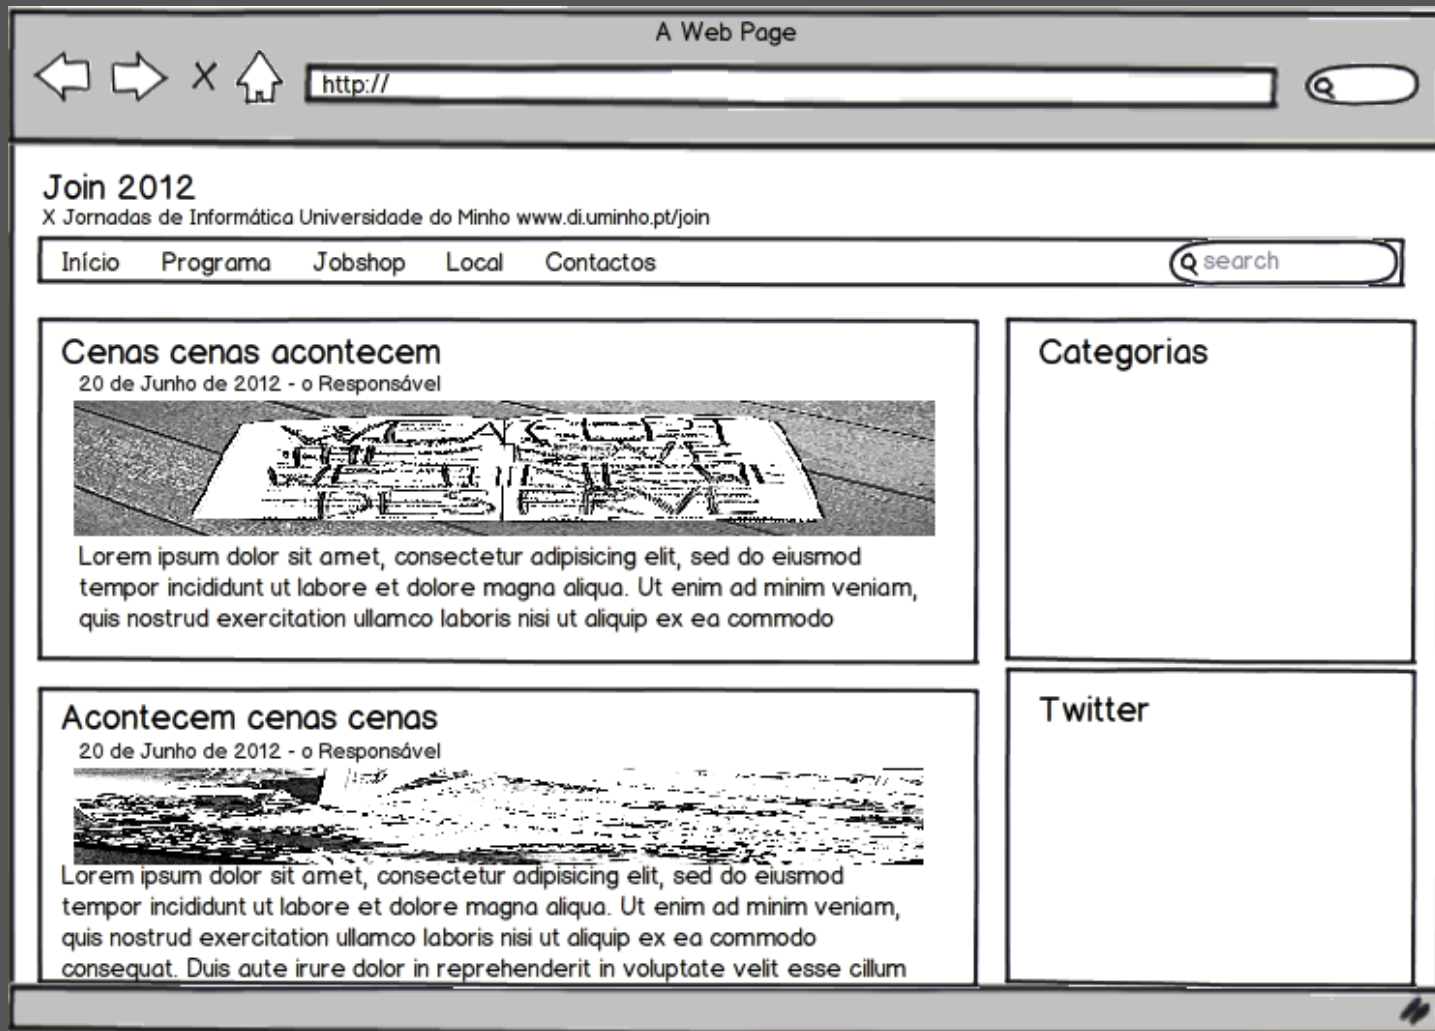 A Web Page
X
http://
Join 2012
X Jornadas de Informática Universidade do Minho www.di.uminho.pt/join
Início Programa Jobshop Local Contactos search
Cenas cenas acontecem
20 de Junho de 2012 - o Responsável
Lorem ipsum dolor sit amet, consectetur adipisicing elit, sed do eiusmod
tempor incididunt ut labore et dolore magna aliqua. Ut enim ad minim veniam,
quis nostrud exercitation ullamco laboris nisi ut aliquip ex ea commodo
Categorias
Acontecem cenas cenas
20 de Junho de 2012 - o Responsável
Lorem ipsum dolor sit amet, consectetur adipisicing elit, sed do eiusmod
tempor incididunt ut labore et dolore magna aliqua. Ut enim ad minim veniam,
quis nostrud exercitation ullamco laboris nisi ut aliquip ex ea commodo
consequat. Duis aute irure dolor in reprehenderit in voluptate velit esse cillum
Twitter